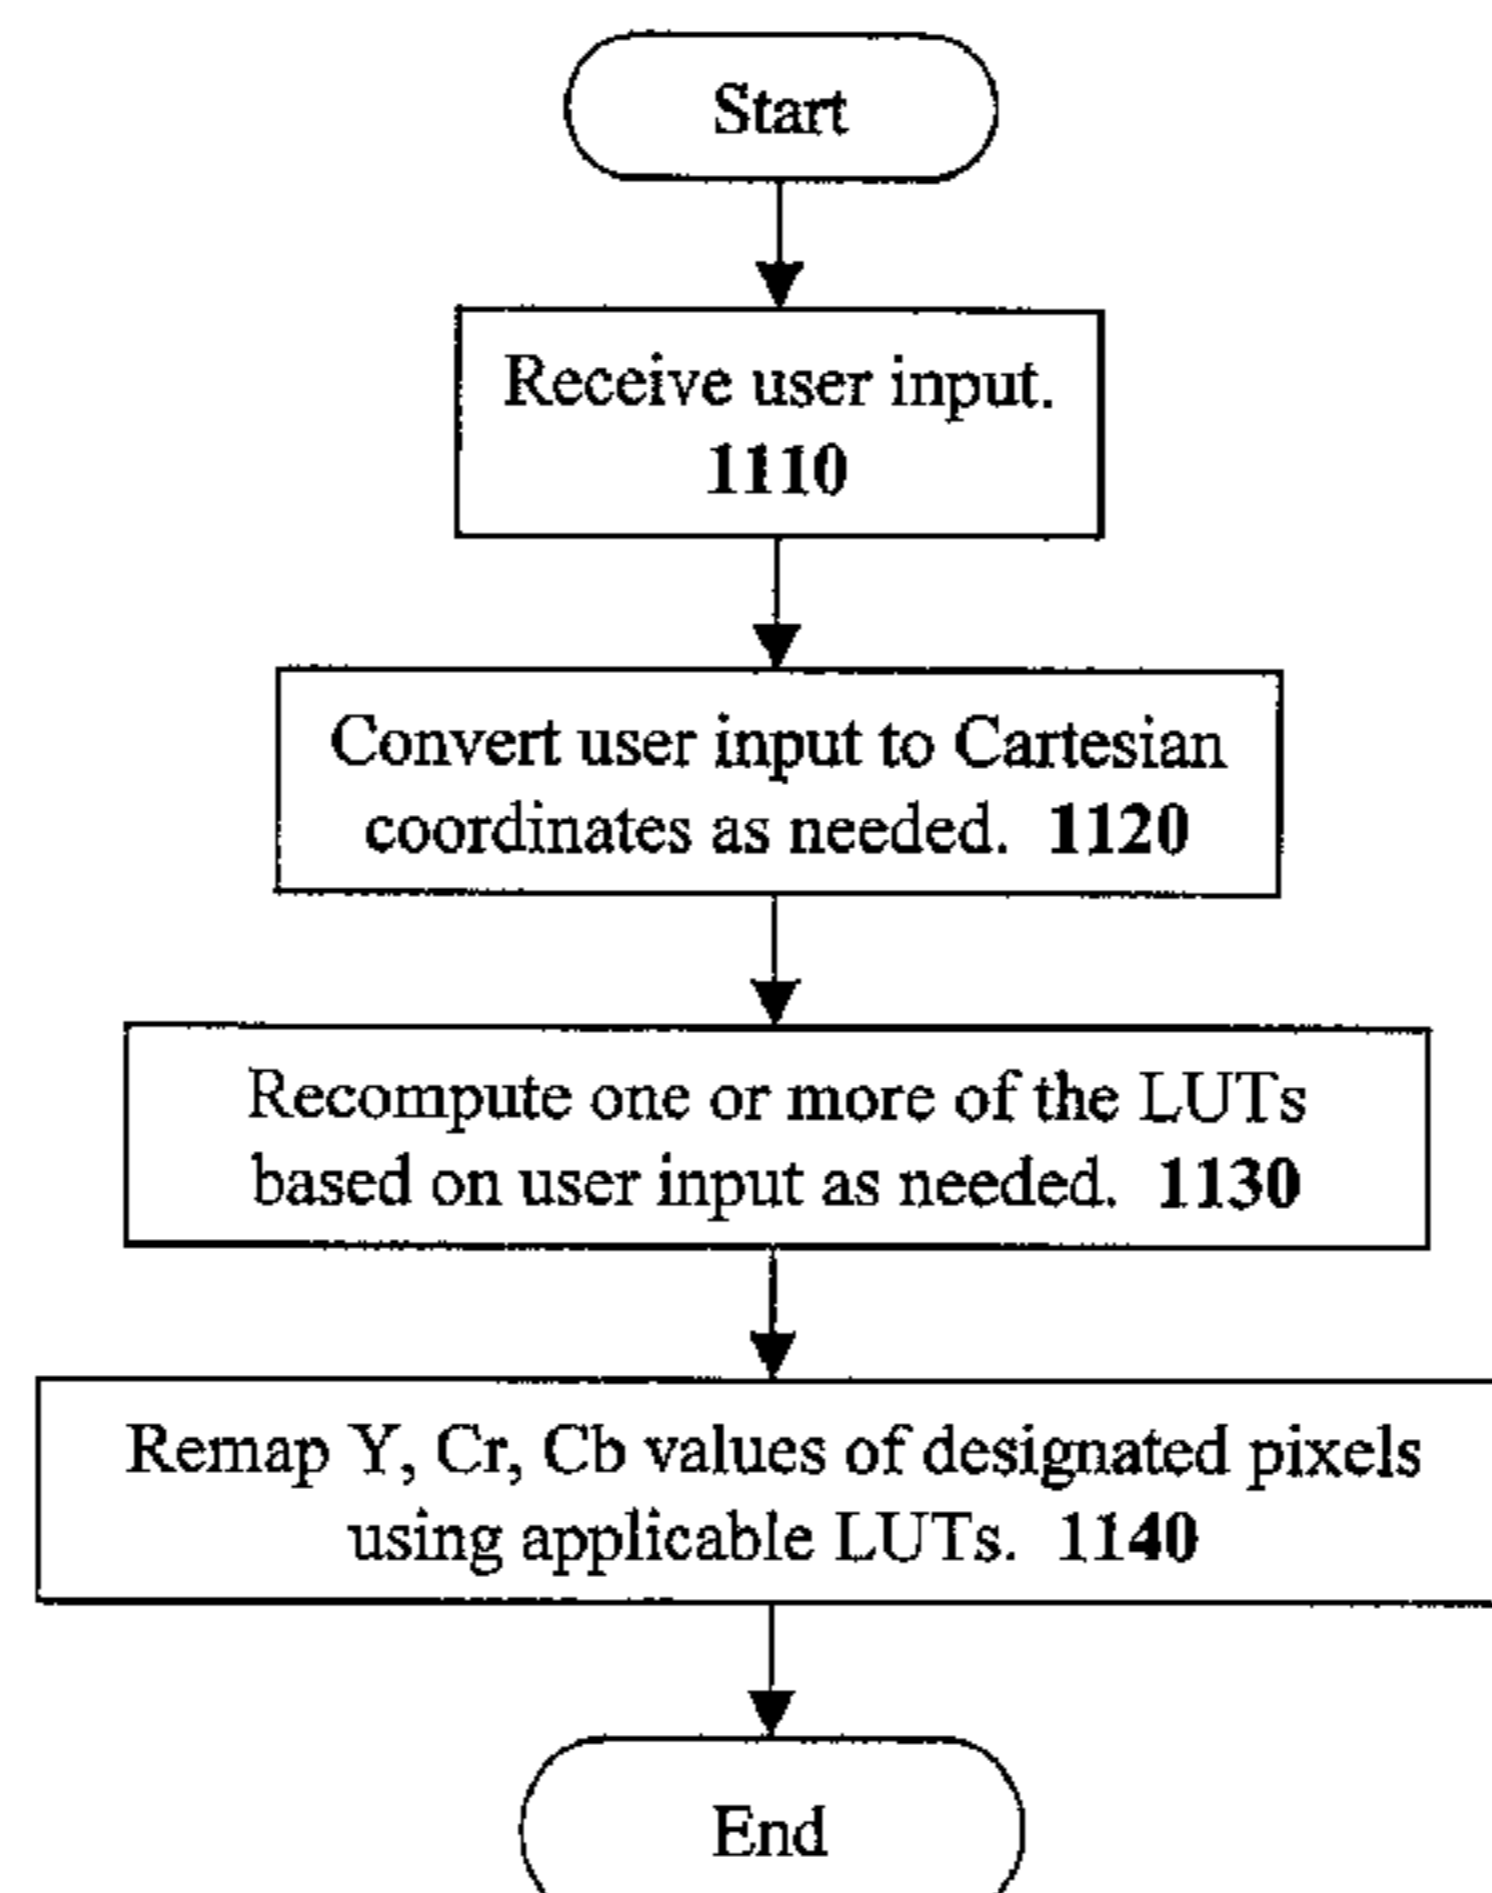 Start
Receive user input.
1110
Convert user input to Cartesian
coordinates as needed. 1120
Recompute one or more of the LUTs
based on user input as needed. 1130
Remap Y, Cr, Cb values of designated pixels
using applicable LUTs. 1140
End